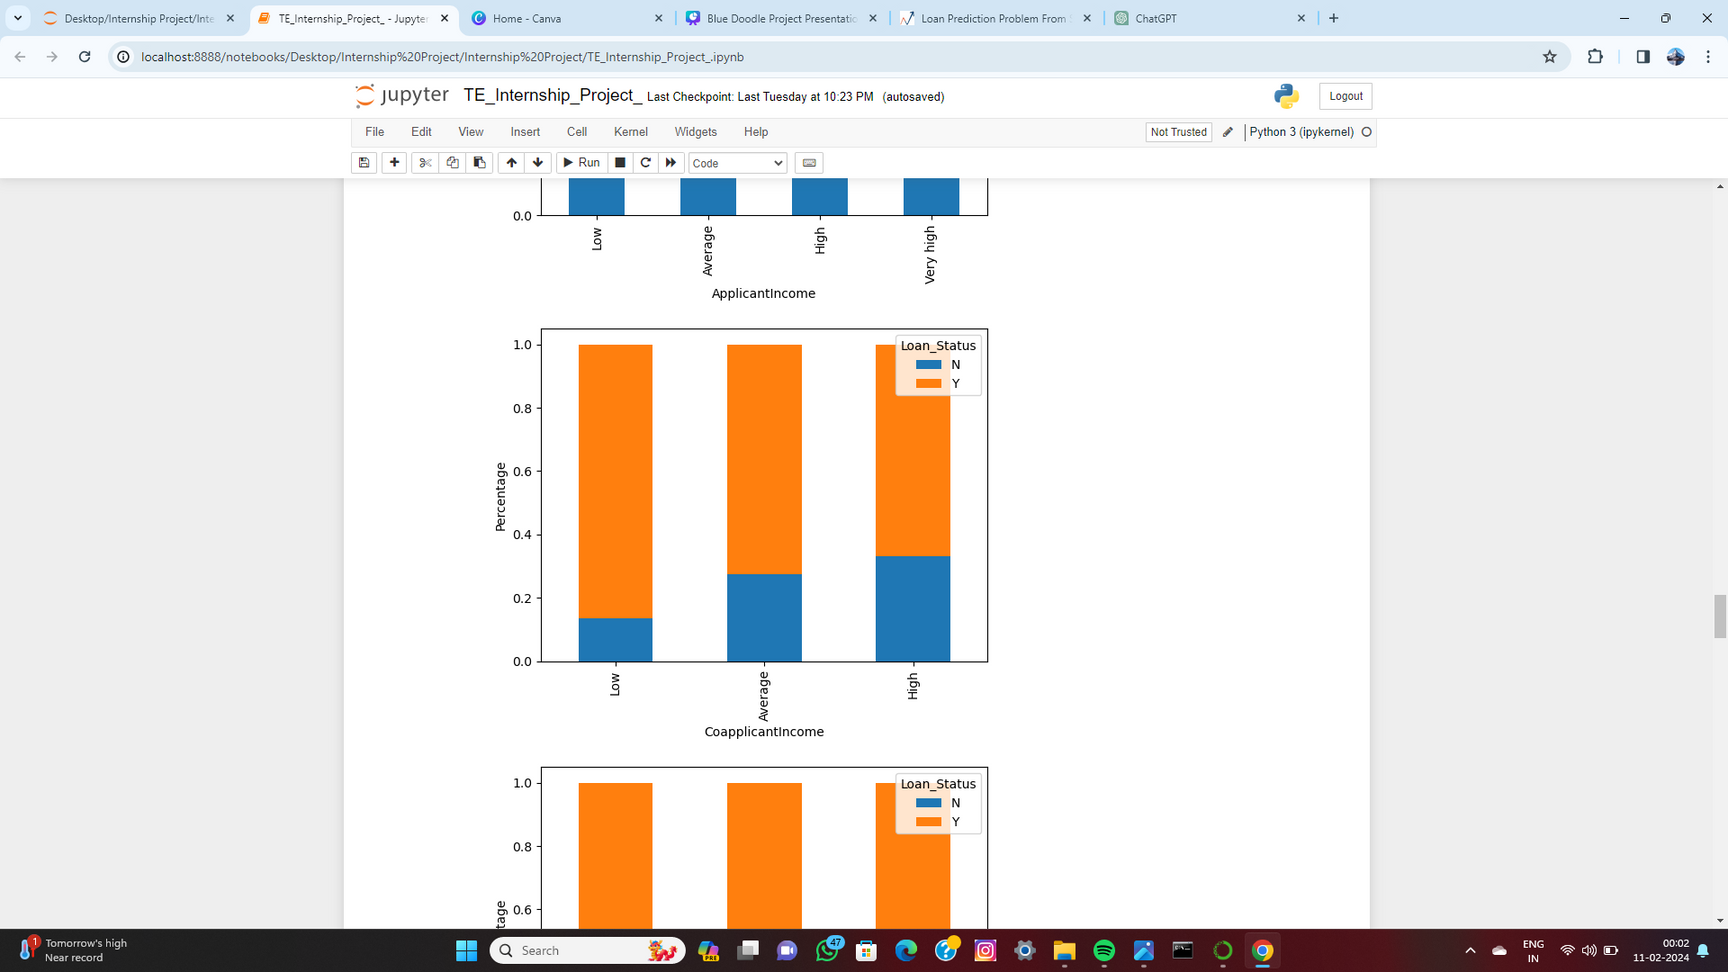 Desktop/Internship Project/Inte
TE_Internship_Project_ - Jupyter
Home - Canva
Blue Doodle Project Presentatio
Loan Prediction Problem From
ChatGPT
localhost:8888/notebooks/Desktop/Internship%20Project/Internship%20Project/TE_Internship_Project_.ipynb
jupyter TE_Internship_Project_ Last Checkpoint: Last Tuesday at 10:23 PM (autosaved)
Logout
File Edit View Insert Cell Kernel Widgets Help
Not Trusted
Python 3 (ipykernel)
Run
Code
0.0
Low
Average
High
Very high
ApplicantIncome
Loan_Status
N
Y
1.0
0.8
0.6
0.4
0.2
0.0
Percentage
Low
Average
High
CoapplicantIncome
Loan_Status
N
Y
1.0
0.8
0.6
tage
1
Tomorrow's high
Near record
Search
PRE
47
ENG
IN
00:02
11-02-2024